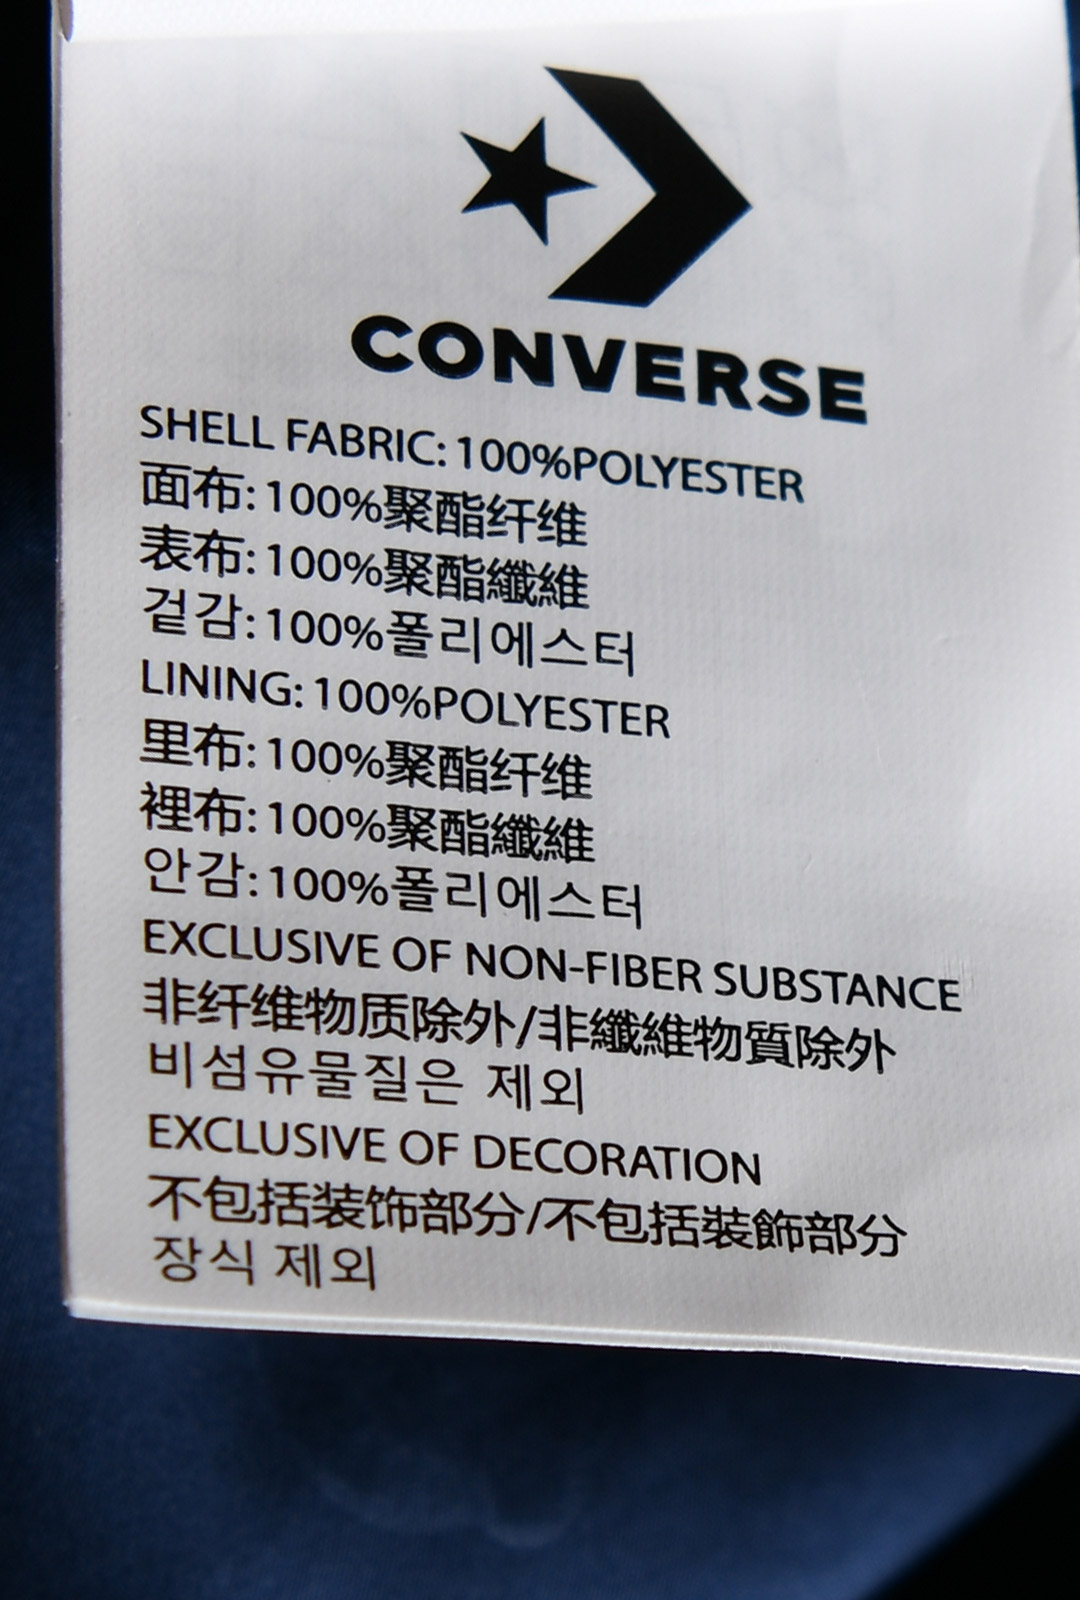 CONVERSE
SHELL FABRIC: 100%POLYESTER
面布: 100%聚酯纤维
表布: 100%聚酯纖維
겉감: 100%폴리에스터
LINING: 100%POLYESTER
里布: 100%聚酯纤维
裡布: 100%聚酯纖維
안감: 100%폴리에스터
EXCLUSIVE OF NON-FIBER SUBSTANCE
非纤维物质除外/非纖維物質除外
비섬유물질은 제외
EXCLUSIVE OF DECORATION
不包括装饰部分/不包括裝飾部分
장식 제외